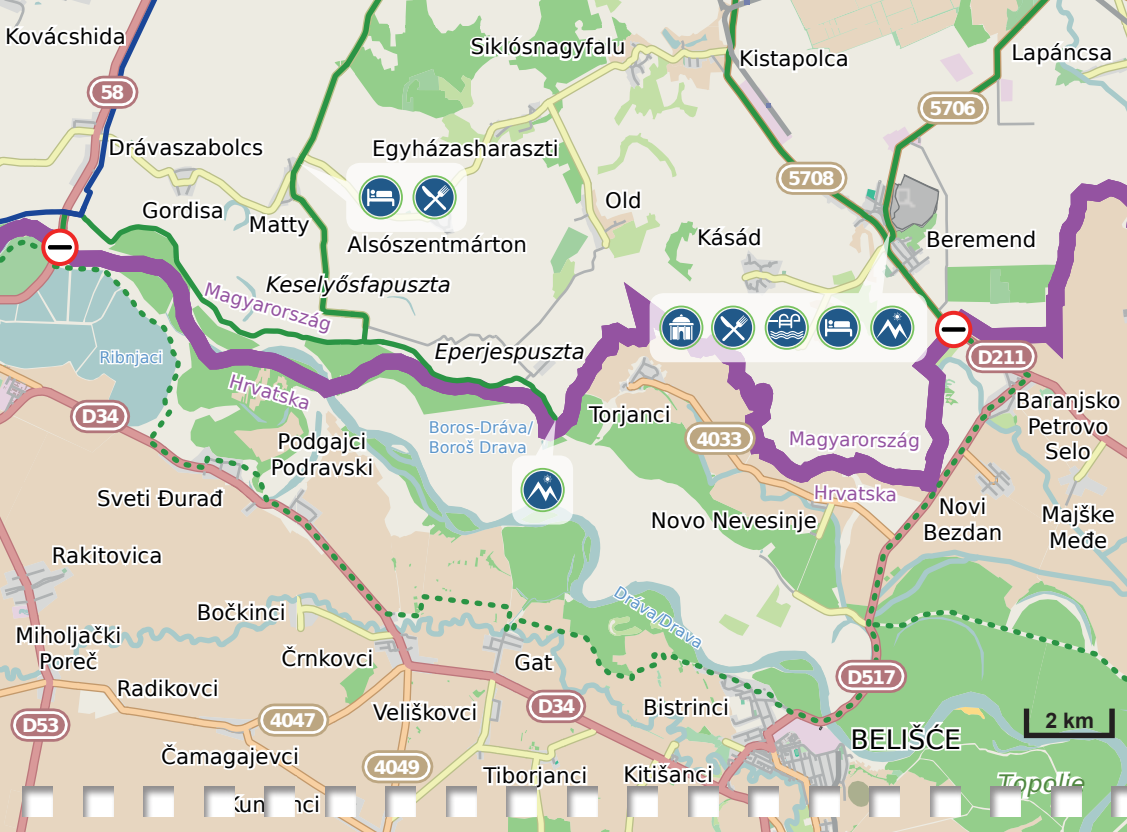 Kovácshida
Siklósnagyfalu
Kistapolca
Lapáncsa
58
5706
Drávaszabolcs
Egyházasharaszti
5708
Gordisa
Matty
Old
Kásád
Beremend
Alsószentmárton
Keselyősfapuszta
Magyarország
Ribnjaci
Eperjespuszta
D211
Hrvatska
D34
Torjanci
Baranjsko
Petrovo
Selo
Boros-Dráva/
Boroš Drava
4033
Magyarország
Podgajci
Podravski
Hrvatska
Sveti Đurađ
Novo Nevesinje
Novi
Bezdan
Majške
Međe
Rakitovica
Bočkinci
Dráva/Drava
Miholjački
Poreč
Črnkovci
Gat
D517
Radikovci
D34
Bistrinci
D53
4047
Veliškovci
2 km
BELIŠĆE
Čamagajevci
4049
Tiborjanci
Kitišanci